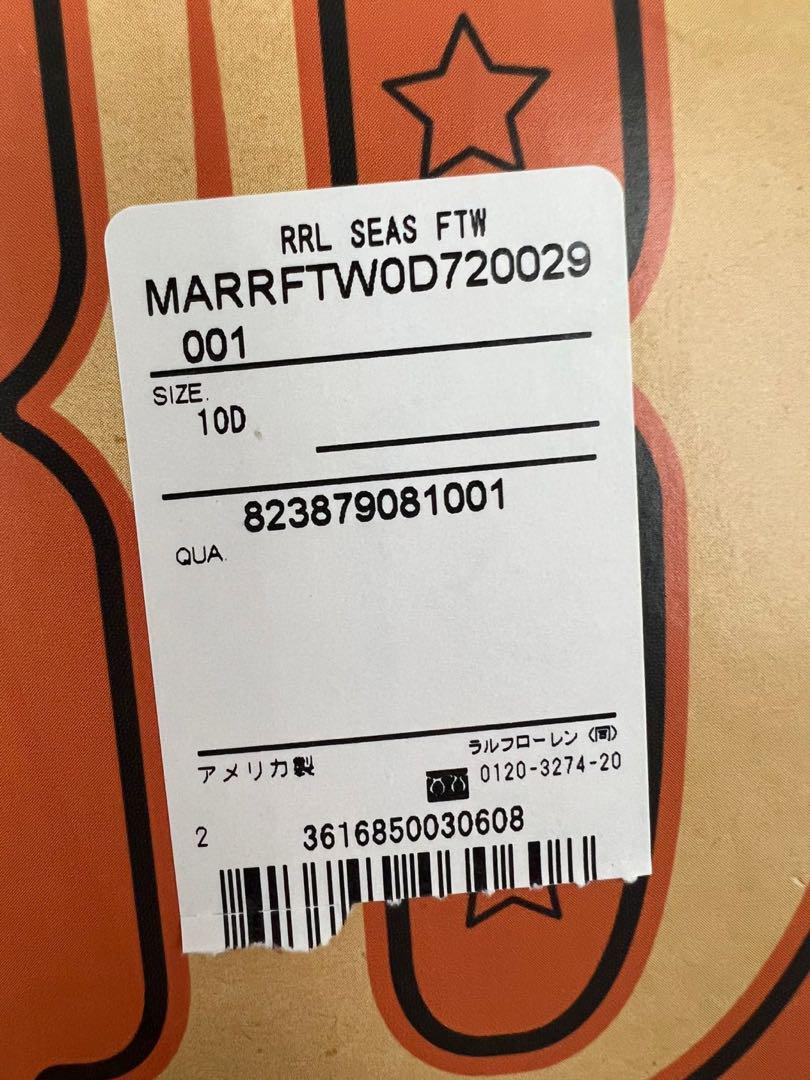 RRL SEAS FTW
MARRFTW0D720029
001
SIZE.
10D
823879081001
QUA.
ラルフローレン(同)
アメリカ製
0120-3274-20
2
3616850030608